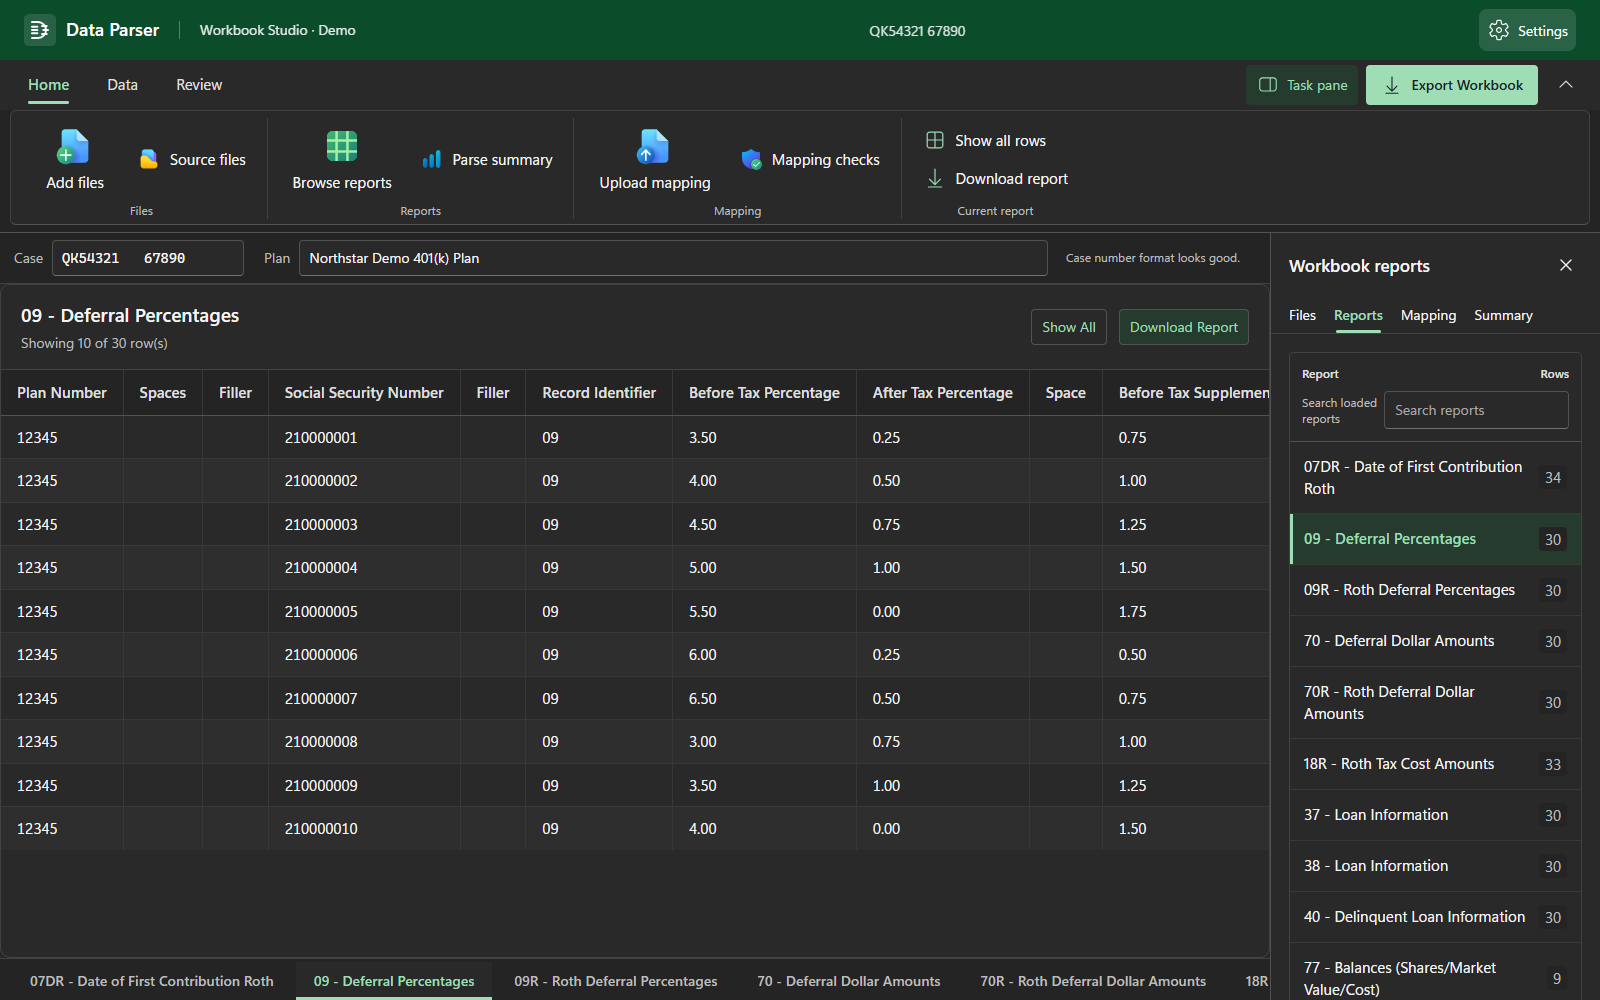 Data Parser
Workbook Studio · Demo
QK54321 67890
Settings
Home
Data
Review
Task pane
Export Workbook
Add files
Source files
Files
Browse reports
Parse summary
Reports
Upload mapping
Mapping checks
Mapping
Show all rows
Download report
Current report
Case
QK54321 67890
Plan
Northstar Demo 401(k) Plan
Case number format looks good.
09 - Deferral Percentages
Showing 10 of 30 row(s)
Show All
Download Report
Plan Number Spaces Filler Social Security Number Filler Record Identifier Before Tax Percentage After Tax Percentage Space Before Tax Supplemen
12345 210000001 09 3.50 0.25 0.75
12345 210000002 09 4.00 0.50 1.00
12345 210000003 09 4.50 0.75 1.25
12345 210000004 09 5.00 1.00 1.50
12345 210000005 09 5.50 0.00 1.75
12345 210000006 09 6.00 0.25 0.50
12345 210000007 09 6.50 0.50 0.75
12345 210000008 09 3.00 0.75 1.00
12345 210000009 09 3.50 1.00 1.25
12345 210000010 09 4.00 0.00 1.50
07DR - Date of First Contribution Roth
09 - Deferral Percentages
09R - Roth Deferral Percentages
70 - Deferral Dollar Amounts
70R - Roth Deferral Dollar Amounts
18R
Workbook reports
Files
Reports
Mapping
Summary
Report Rows
Search loaded
reports
Search reports
07DR - Date of First Contribution
Roth
34
09 - Deferral Percentages 30
09R - Roth Deferral Percentages 30
70 - Deferral Dollar Amounts 30
70R - Roth Deferral Dollar
Amounts
30
18R - Roth Tax Cost Amounts 33
37 - Loan Information 30
38 - Loan Information 30
40 - Delinquent Loan Information 30
77 - Balances (Shares/Market
Value/Cost)
9